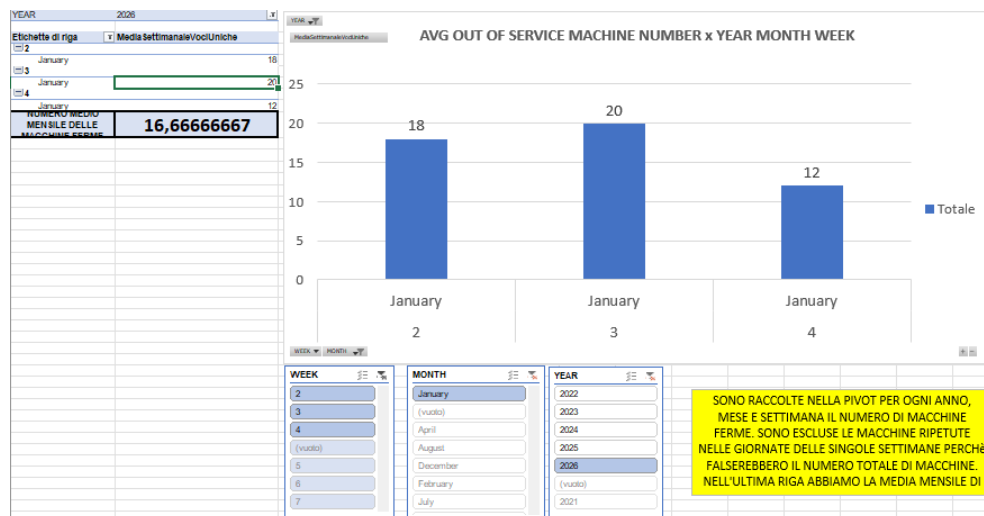 YEAR 2026
Etichette di riga MediaSettimanaleVociUniche
2
January 18
3
January 20
4
January 12
NUMERO MEDIO
MENSILE DELLE
MACCHINE FERME
16,66666667
YEAR
MediaSettimanaleVociUniche
AVG OUT OF SERVICE MACHINE NUMBER x YEAR MONTH WEEK
25
20
15
10
5
0
18
20
12
January
January
January
2
3
4
Totale
WEEK MONTH
WEEK
2
3
4
(vuoto)
5
6
7
MONTH
January
(vuoto)
April
August
December
February
July
YEAR
2022
2023
2024
2025
2026
(vuoto)
2021
SONO RACCOLTE NELLA PIVOT PER OGNI ANNO,
MESE E SETTIMANA IL NUMERO DI MACCHINE
FERME. SONO ESCLUSE LE MACCHINE RIPETUTE
NELLE GIORNATE DELLE SINGOLE SETTIMANE PERCHè
FALSEREBBERO IL NUMERO TOTALE DI MACCHINE.
NELL'ULTIMA RIGA ABBIAMO LA MEDIA MENSILE DI